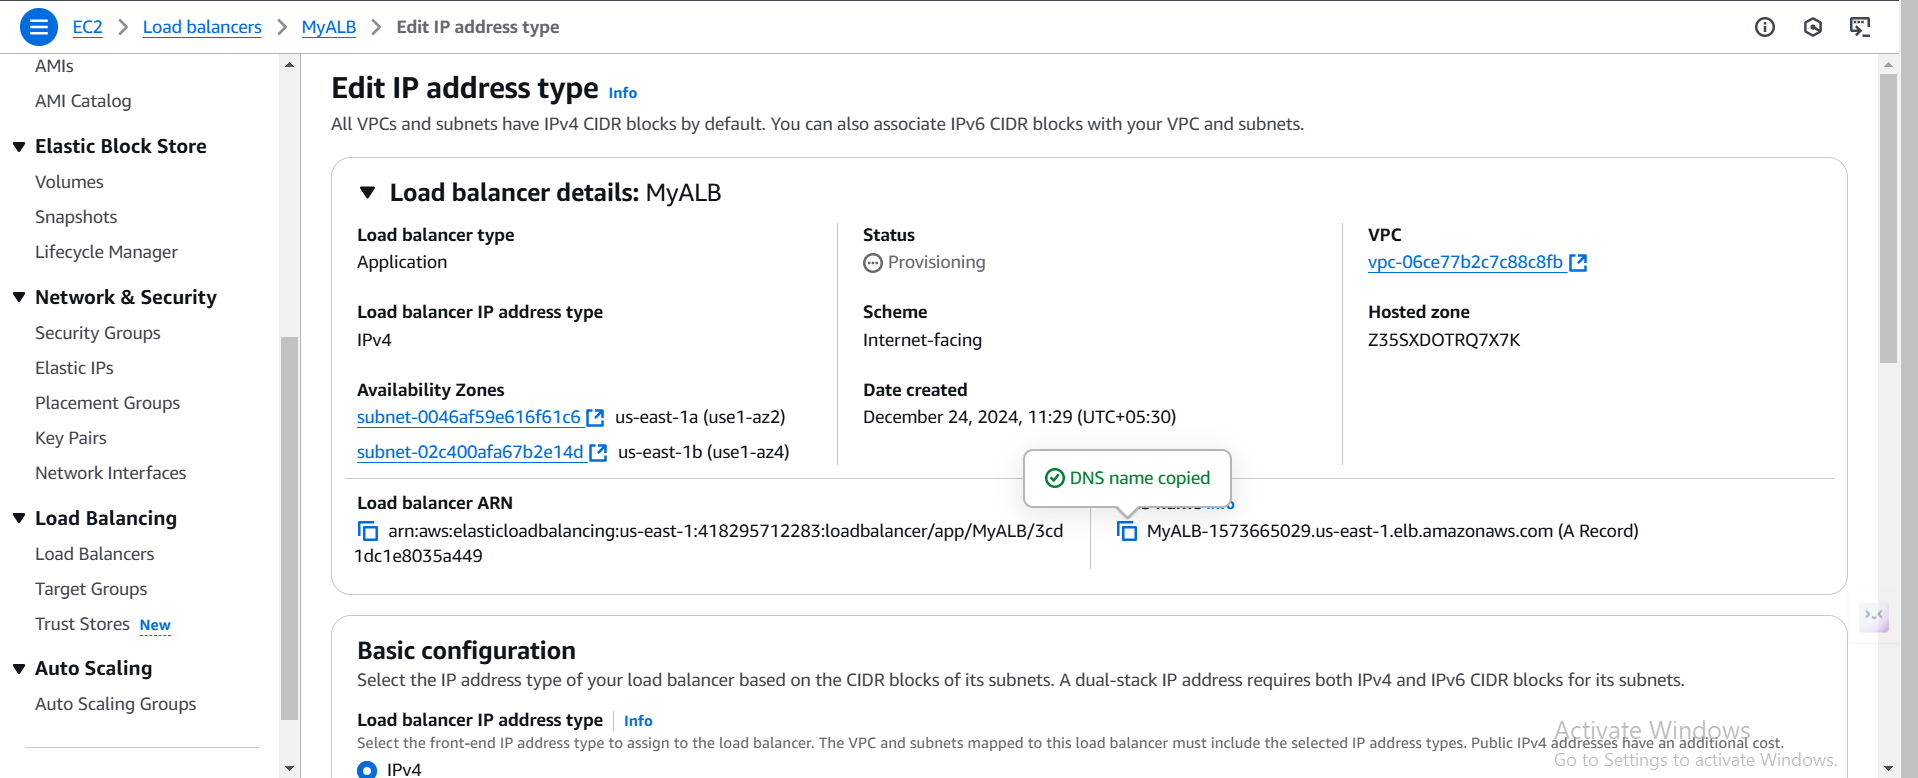 EC2 > Load balancers > MyALB > Edit IP address type
AMIs
AMI Catalog
Elastic Block Store
Volumes
Snapshots
Lifecycle Manager
Network & Security
Security Groups
Elastic IPs
Placement Groups
Key Pairs
Network Interfaces
Load Balancing
Load Balancers
Target Groups
Trust Stores New
Auto Scaling
Auto Scaling Groups
Edit IP address type Info
All VPCs and subnets have IPv4 CIDR blocks by default. You can also associate IPv6 CIDR blocks with your VPC and subnets.
Load balancer details: MyALB
Load balancer type
Application
Load balancer IP address type
IPv4
Availability Zones
subnet-0046af59e616f61c6 us-east-1a (use1-az2)
subnet-02c400afa67b2e14d us-east-1b (use1-az4)
Status
Provisioning
Scheme
Internet-facing
Date created
December 24, 2024, 11:29 (UTC+05:30)
VPC
vpc-06ce77b2c7c88c8fb
Hosted zone
Z35SXDOTRQ7X7K
Load balancer ARN
arn:aws:elasticloadbalancing:us-east-1:418295712283:loadbalancer/app/MyALB/3cd
1dc1e8035a449
DNS name copied
name Info
MyALB-1573665029.us-east-1.elb.amazonaws.com (A Record)
Basic configuration
Select the IP address type of your load balancer based on the CIDR blocks of its subnets. A dual-stack IP address requires both IPv4 and IPv6 CIDR blocks for its subnets.
Load balancer IP address type Info
Select the front-end IP address type to assign to the load balancer. The VPC and subnets mapped to this load balancer must include the selected IP address types. Public IPv4 addresses have an additional cost.
IPv4
Activate Windows
Go to Settings to activate Windows.